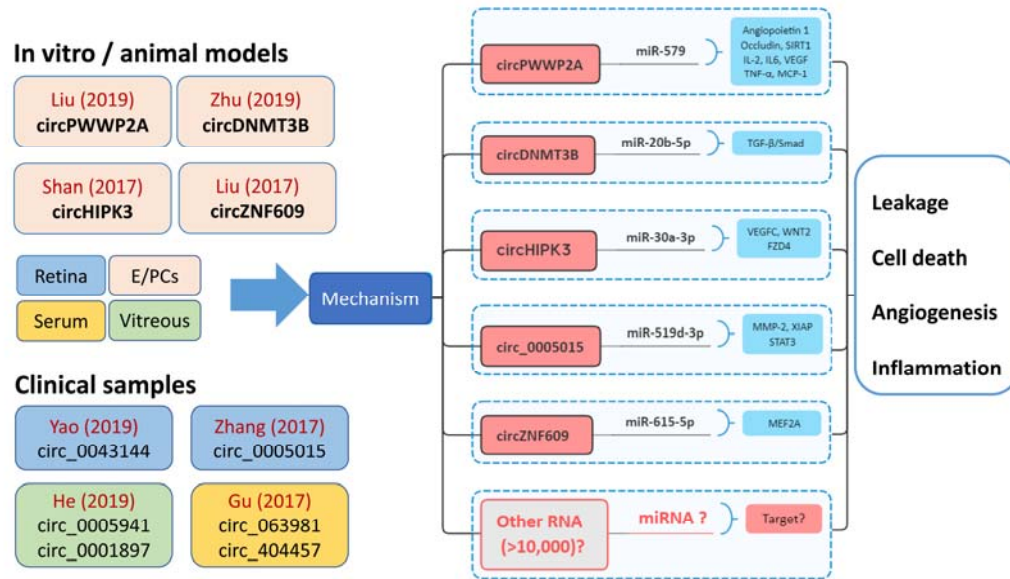 In vitro / animal models
Liu (2019)
circPWWP2A
Zhu (2019)
circDNMT3B
Shan (2017)
circHIPK3
Liu (2017)
circZNF609
Retina
E/PCs
Serum
Vitreous
Clinical samples
Yao (2019)
circ_0043144
Zhang (2017)
circ_0005015
He (2019)
circ_0005941
circ_0001897
Gu (2017)
circ_063981
circ_404457
Mechanism
circPWWP2A
miR-579
Angiopoietin 1
Occludin, SIRT1
IL-2, IL6, VEGF
TNF-α, MCP-1
circDNMT3B
miR-20b-5p
TGF-β/Smad
circHIPK3
miR-30a-3p
VEGFC, WNT2
FZD4
circ_0005015
miR-519d-3p
MMP-2, XIAP
STAT3
circZNF609
miR-615-5p
MEF2A
Other RNA
(>10,000)?
miRNA ?
Target?
Leakage
Cell death
Angiogenesis
Inflammation